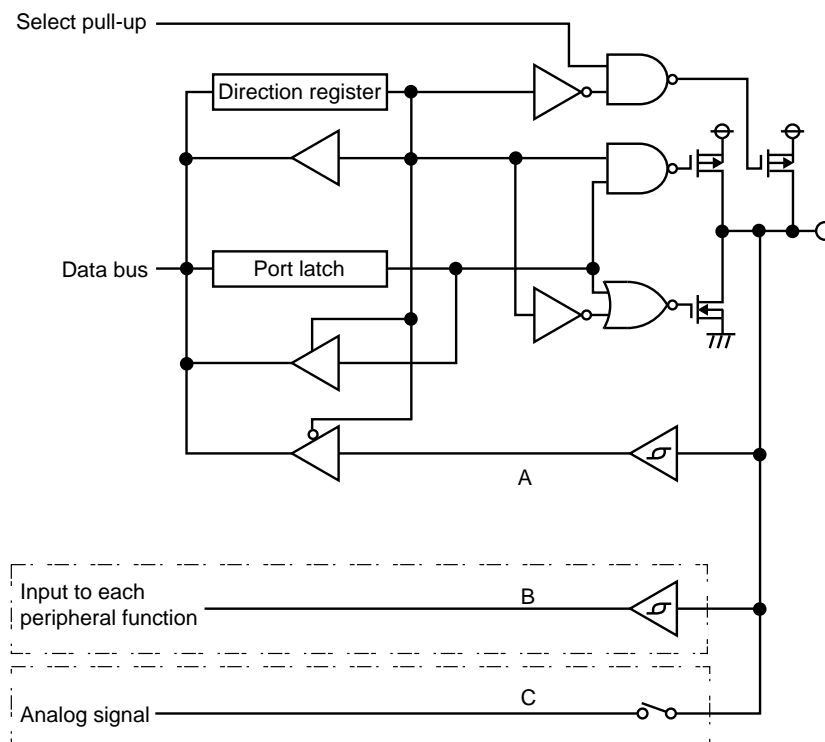 Select pull-up
Direction register
Data bus
Port latch
A
Input to each
peripheral function
B
Analog signal
C